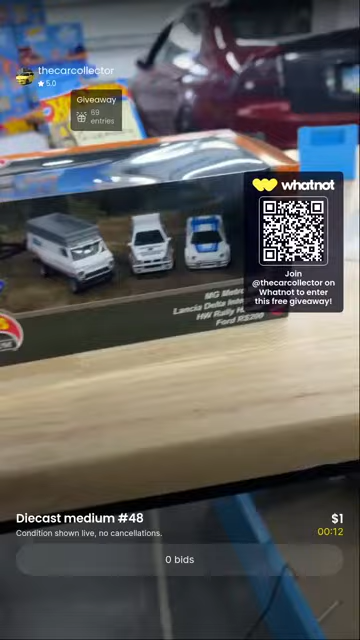 thecarcollector
5.0
Giveaway
69
entries
whatnot
Join
@thecarcollector on
Whatnot to enter
this free giveaway!
MG Metro
Lancia Delta Inte
HW Rally H
Ford RS200
Diecast medium #48
$1
Condition shown live, no cancellations.
00:12
0 bids